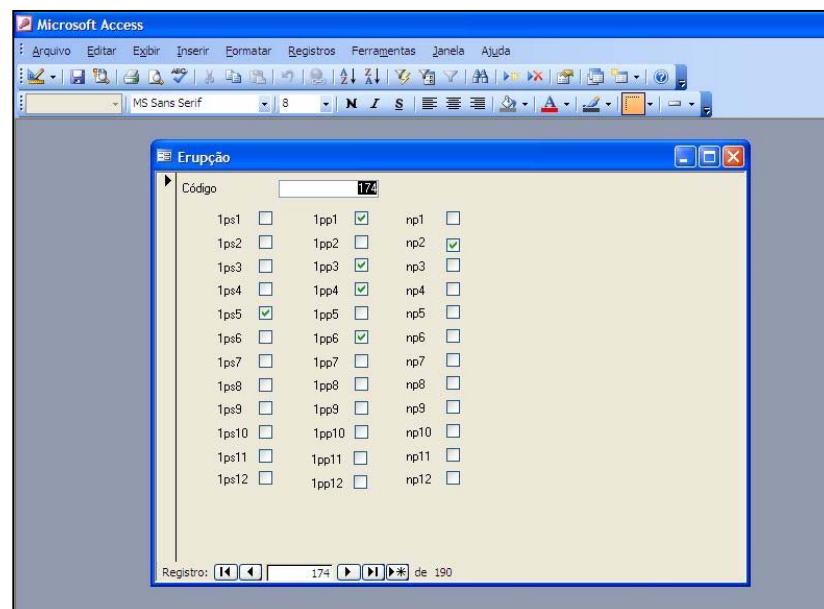 Microsoft Access
Arquivo Editar Exibir Inserir Formatar Registros Ferramentas Janela Ajuda
MS Sans Serif 8 N I S A
Erupção
Código 174
1ps1 1pp1 np1
1ps2 1pp2 np2
1ps3 1pp3 np3
1ps4 1pp4 np4
1ps5 1pp5 np5
1ps6 1pp6 np6
1ps7 1pp7 np7
1ps8 1pp8 np8
1ps9 1pp9 np9
1ps10 1pp10 np10
1ps11 1pp11 np11
1ps12 1pp12 np12
Registro: 174 de 190